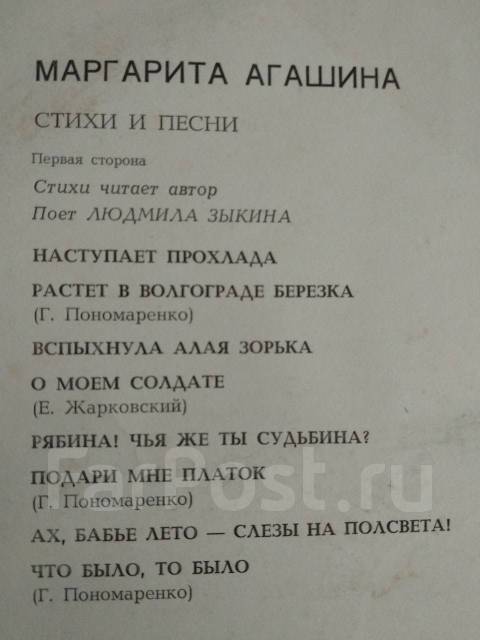 МАРГАРИТА АГАШИНА
СТИХИ И ПЕСНИ
Первая сторона
Стихи читает автор
Поет ЛЮДМИЛА ЗЫКИНА
НАСТУПАЕТ ПРОХЛАДА
РАСТЕТ В ВОЛГОГРАДЕ БЕРЕЗКА
(Г. Пономаренко)
ВСПЫХНУЛА АЛАЯ ЗОРЬКА
О МОЕМ СОЛДАТЕ
(Е. Жарковский)
РЯБИНА! ЧЬЯ ЖЕ ТЫ СУДЬБИНА?
ПОДАРИ МНЕ ПЛАТОК
(Г. Пономаренко)
FarPost.ru
АХ, БАБЬЕ ЛЕТО — СЛЕЗЫ НА ПОЛСВЕТА!
ЧТО БЫЛО, ТО БЫЛО
(Г. Пономаренко)